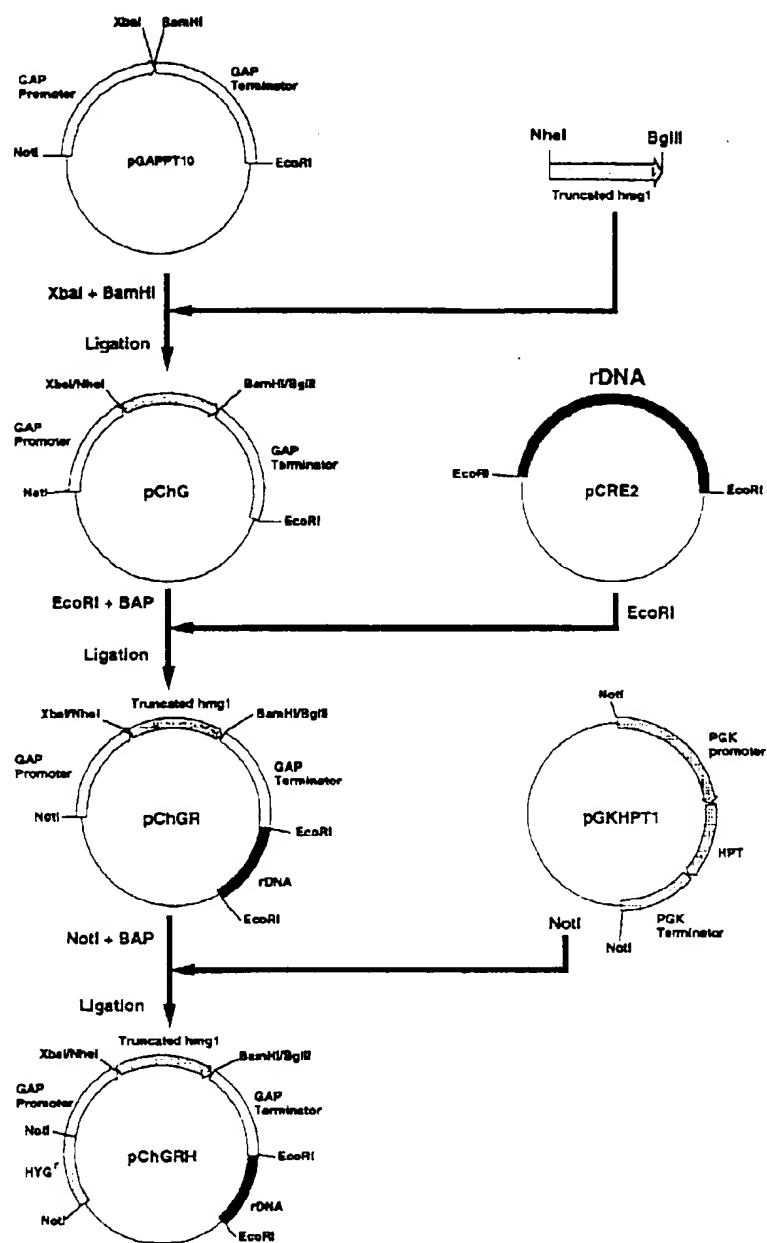 XbaI
BamHI
GAP
Promoter
GAP
Terminator
NotI
pGAPPT10
EcoRI
NheI
BglII
Truncated hmg1
XbaI + BamHI
Ligation
XbaI/NheI
BamHI/BglII
GAP
Promoter
GAP
Terminator
NotI
pChG
EcoRI
rDNA
EcoRI
pCRE2
EcoRI
EcoRI + BAP
EcoRI
Ligation
Truncated hmg1
XbaI/NheI
BamHI/BglII
GAP
Promoter
GAP
Terminator
NotI
pChGR
EcoRI
rDNA
EcoRI
NotI
PGK
promoter
pGKHPT1
HPT
PGK
Terminator
NotI
NotI + BAP
NotI
Ligation
Truncated hmg1
XbaI/NheI
BamHI/BglII
GAP
Promoter
GAP
Terminator
NotI
pChGRH
EcoRI
HYGr
rDNA
NotI
EcoRI